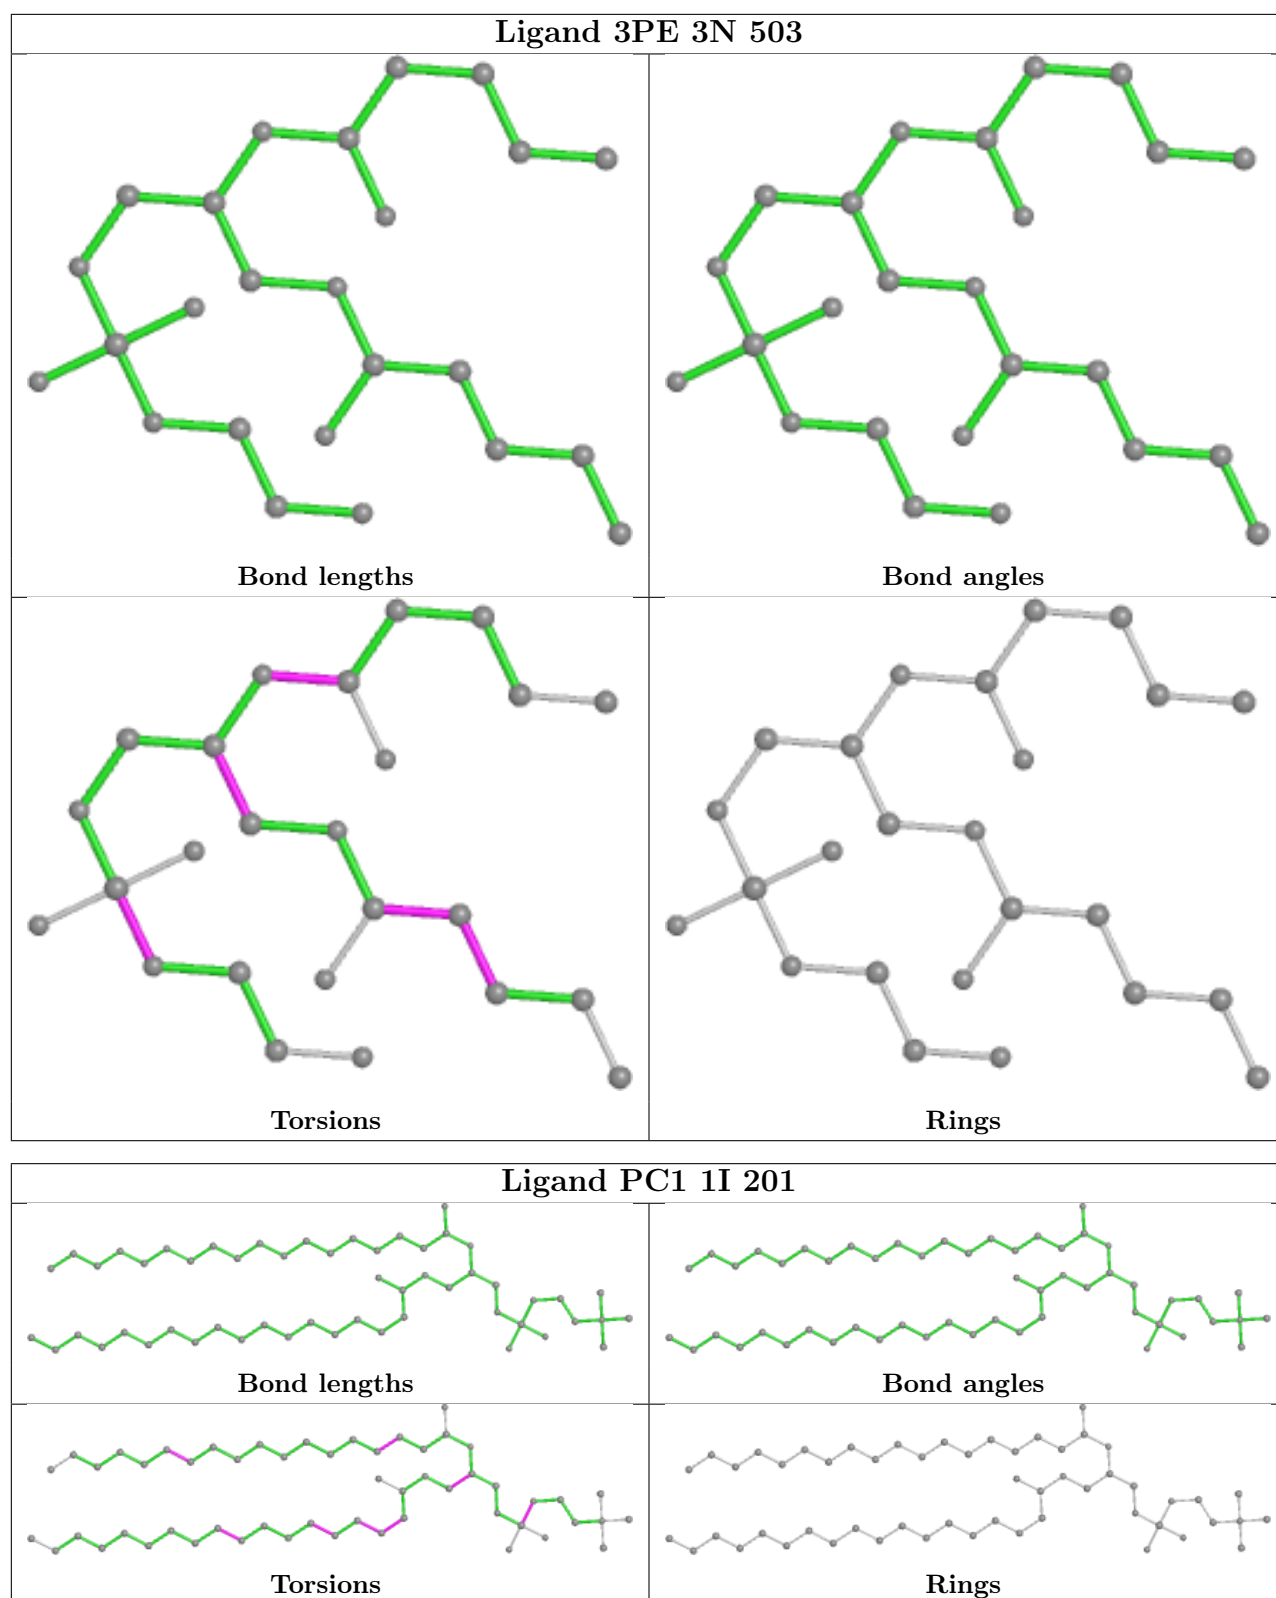 Ligand 3PE 3N 503
Bond lengths
Bond angles
Torsions
Rings
Ligand PC1 1I 201
Bond lengths
Bond angles
Torsions
Rings